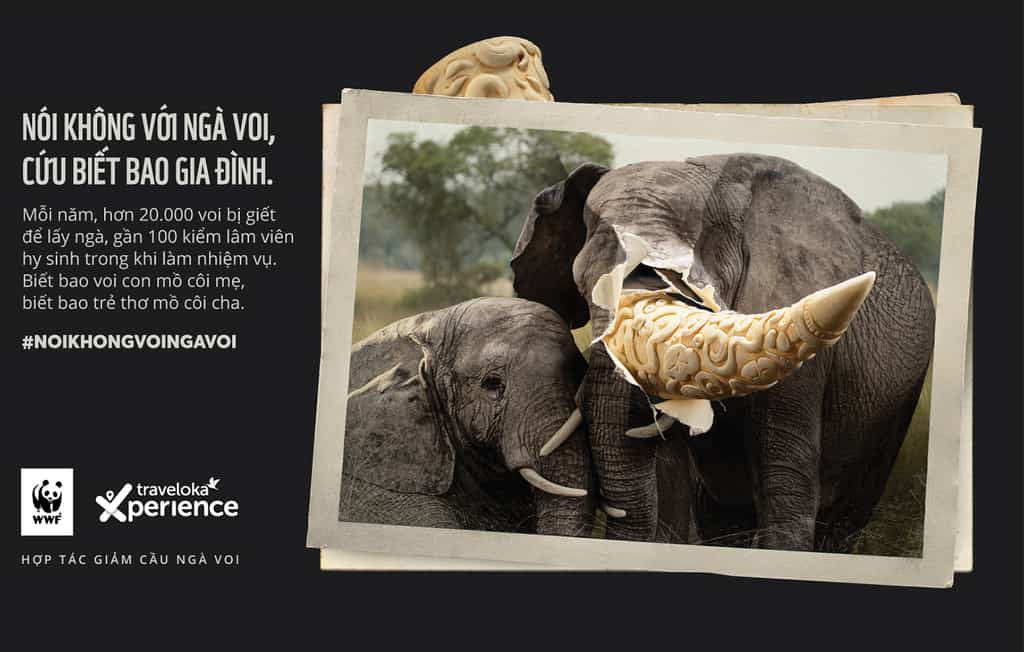 NÓI KHÔNG VỚI NGÀ VOI,
CỨU BIẾT BAO GIA ĐÌNH.
Mỗi năm, hơn 20.000 voi bị giết
để lấy ngà, gần 100 kiểm lâm viên
hy sinh trong khi làm nhiệm vụ.
Biết bao voi con mồ côi mẹ,
biết bao trẻ thơ mồ côi cha.
#NOIKHONGVOINGAVOI
WWF
traveloka
Xperience
HỢP TÁC GIẢM CẦU NGÀ VOI